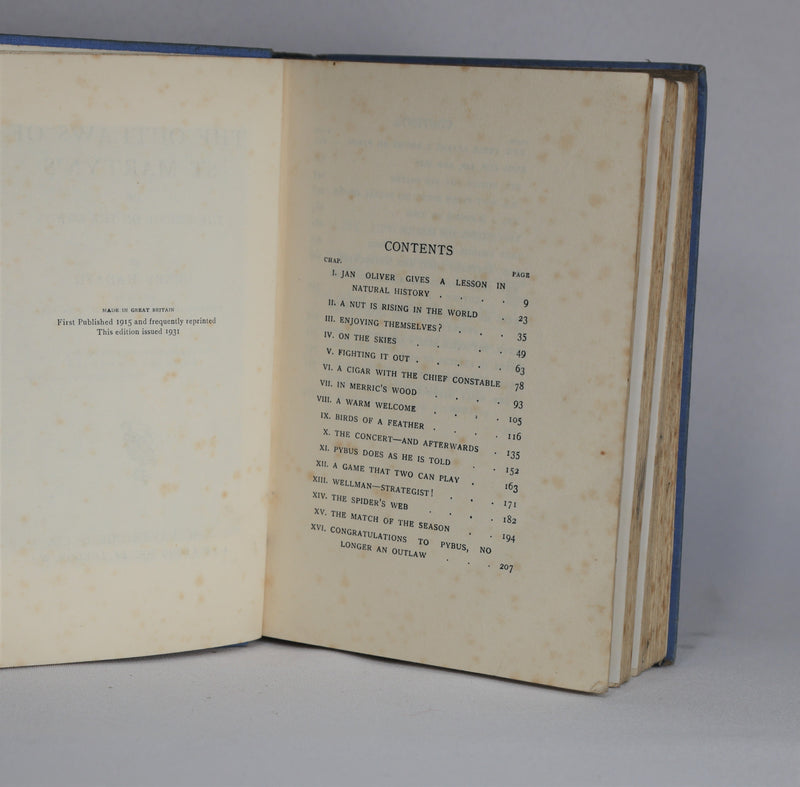 MADE IN GREAT BRITAIN
First Published 1915 and frequently reprinted
This edition issued 1931
CONTENTS
CHAP. PAGE
I. JAN OLIVER GIVES A LESSON IN
NATURAL HISTORY . . . . 9
II. A NUT IS RISING IN THE WORLD . 23
III. ENJOYING THEMSELVES? . . . 35
IV. ON THE SKIES . . . . 49
V. FIGHTING IT OUT . . . . . 63
VI. A CIGAR WITH THE CHIEF CONSTABLE 78
VII. IN MERRIC'S WOOD . . . . 93
VIII. A WARM WELCOME . . . . 105
IX. BIRDS OF A FEATHER . . . . 116
X. THE CONCERT—AND AFTERWARDS . 135
XI. PYBUS DOES AS HE IS TOLD . . 152
XII. A GAME THAT TWO CAN PLAY . . 163
XIII. WELLMAN—STRATEGIST! . . . 171
XIV. THE SPIDER'S WEB . . . . 182
XV. THE MATCH OF THE SEASON . . 194
XVI. CONGRATULATIONS TO PYBUS, NO
LONGER AN OUTLAW . . . 207